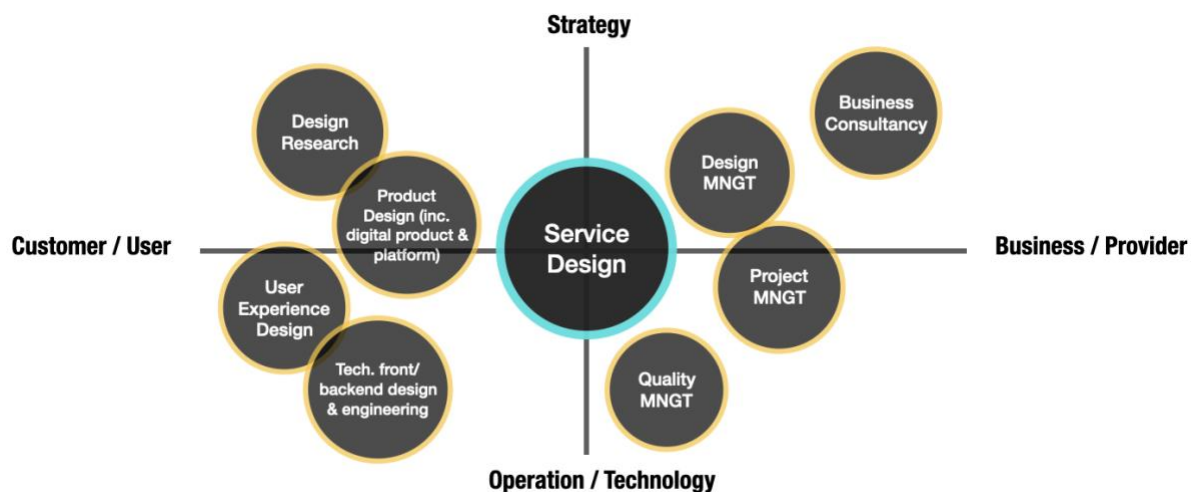 Strategy
Design
Research
Business
Consultancy
Design
MNGT
Product
Design (inc.
digital product &
platform)
Customer / User
Service
Design
Business / Provider
User
Experience
Design
Project
MNGT
Tech. front/
backend design
& engineering
Quality
MNGT
Operation / Technology